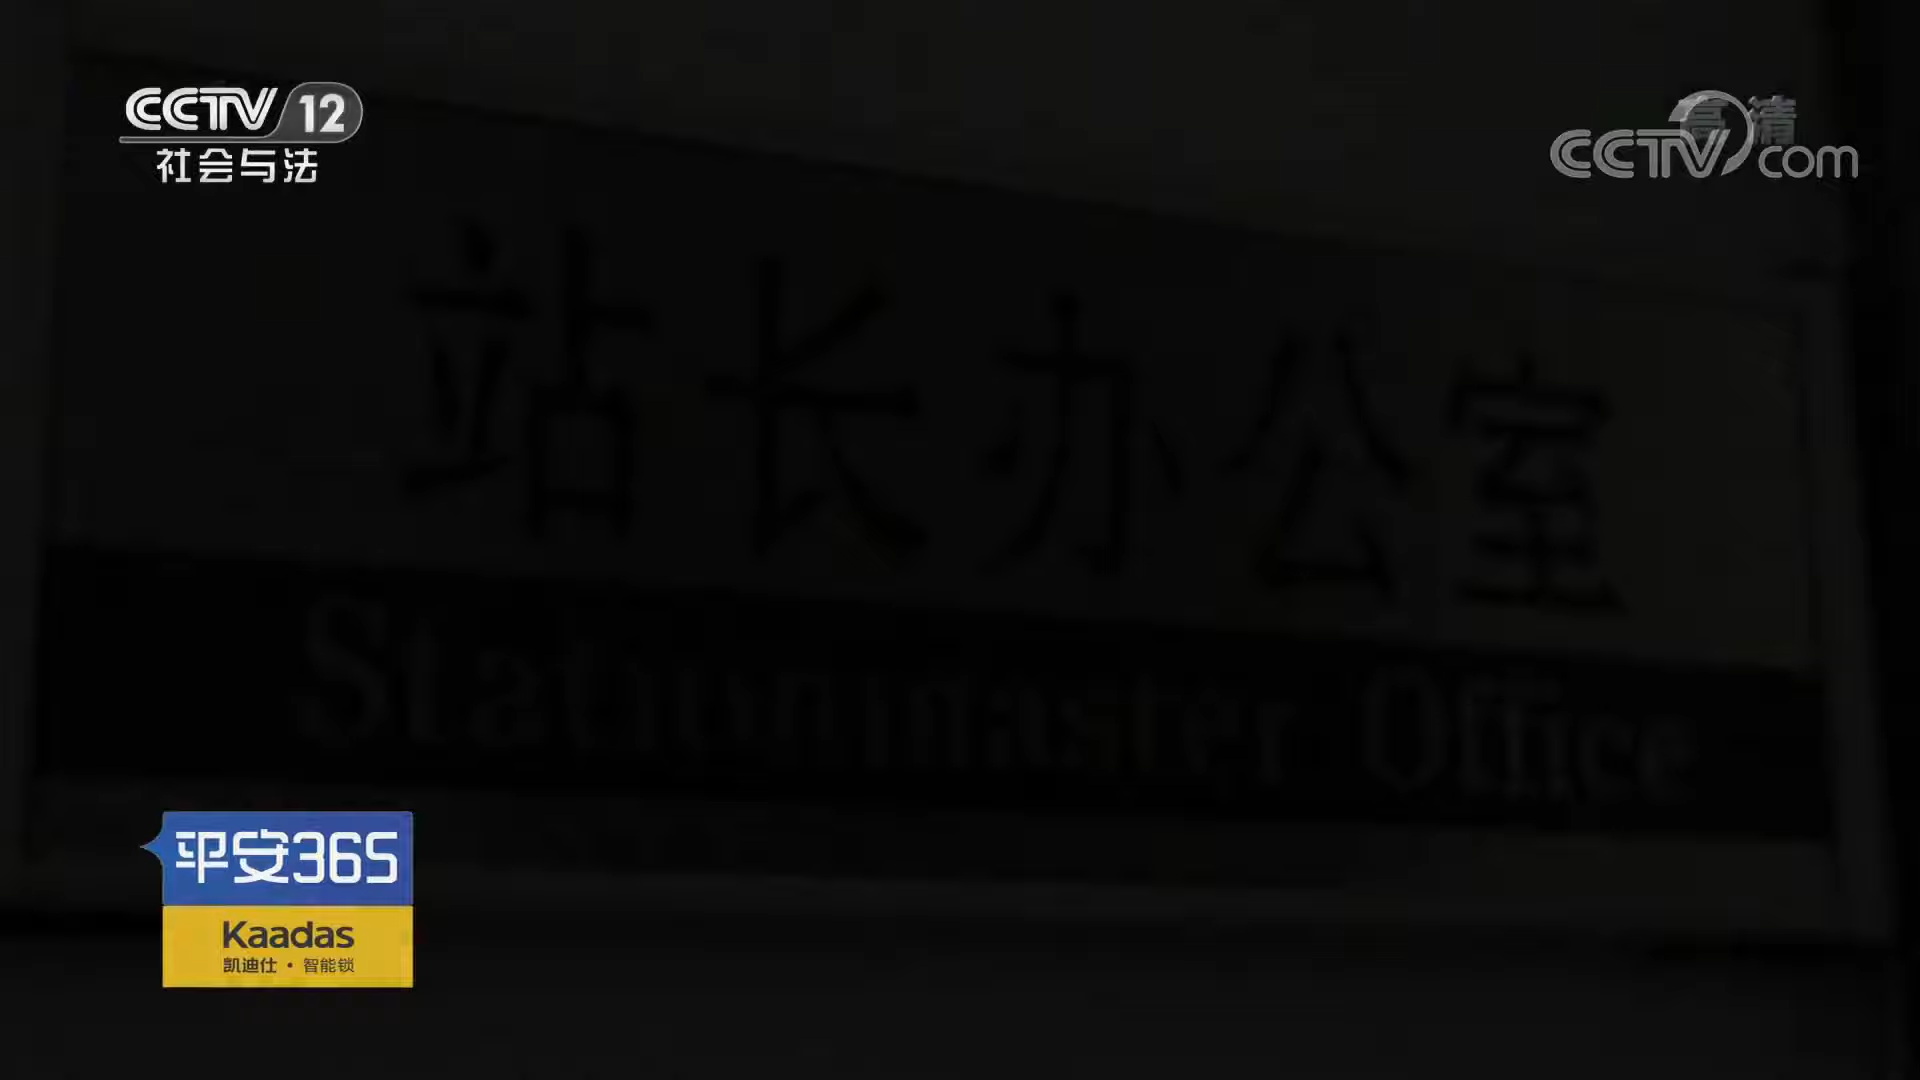 CCTV 12
社会与法
高清
CCTV com
站长办公室
Stationmaster Office
平安365
Kaadas
凯迪仕・智能锁